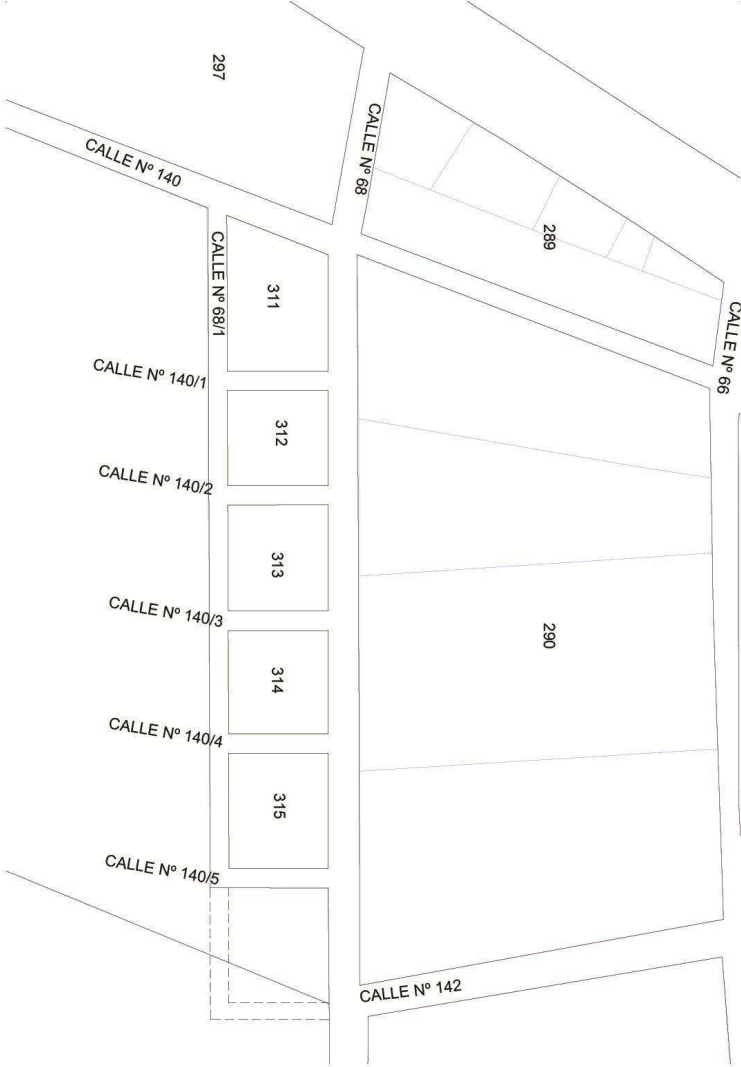 297
CALLE Nº 68
CALLE Nº 140
289
CALLE Nº 68/1
311
CALLE Nº 66
CALLE Nº 140/1
312
CALLE Nº 140/2
313
CALLE Nº 140/3
290
314
CALLE Nº 140/4
315
CALLE Nº 140/5
CALLE Nº 142